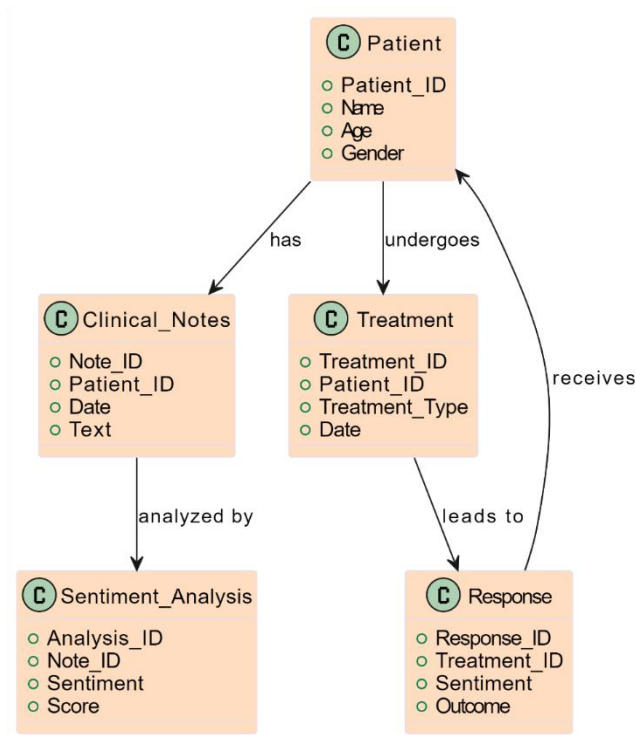 C Patient
Patient_ID
Name
Age
Gender
has
undergoes
C Clinical_Notes
Note_ID
Patient_ID
Date
Text
C Treatment
Treatment_ID
Patient_ID
Treatment_Type
Date
receives
analyzed by
leads to
C Sentiment_Analysis
Analysis_ID
Note_ID
Sentiment
Score
C Response
Response_ID
Treatment_ID
Sentiment
Outcome